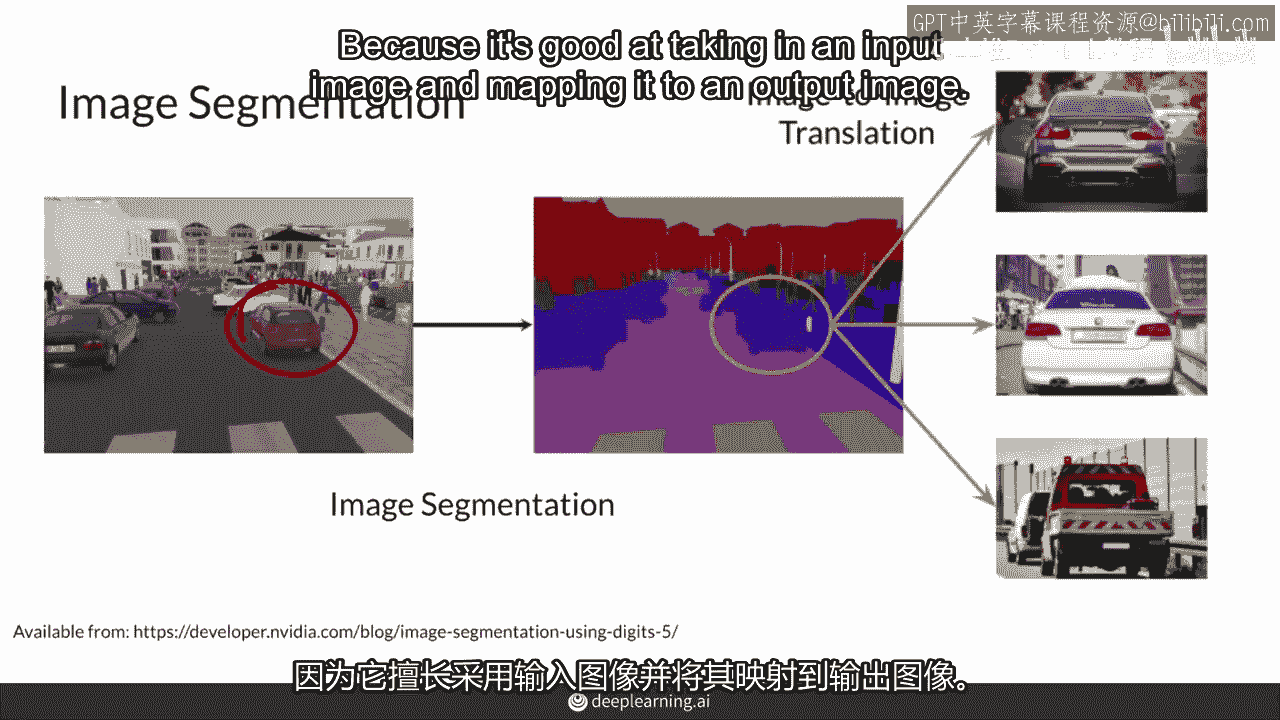 GPT中英字幕课程资源@bilibili.com
Because it's good at taking in an input
image and mapping it to an output image.
Image Segmentation
Image-to-Image
Translation
Image Segmentation
Available from: https://developer.nvidia.com/blog/image-segmentation-using-digits-5/
因为它擅长采用输入图像并将其映射到输出图像。
deeplearning.ai